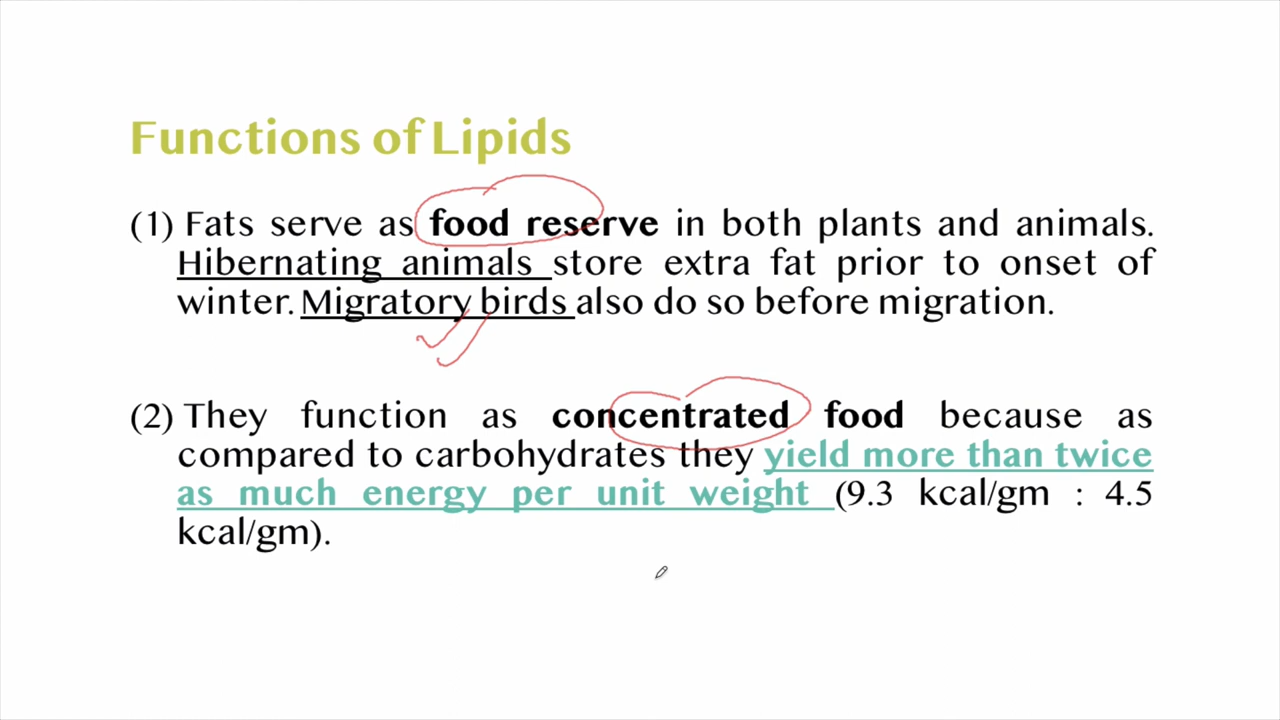 Functions of Lipids
(1) Fats serve as food reserve in both plants and animals.
Hibernating animals store extra fat prior to onset of
winter. Migratory birds also do so before migration.
(2) They function as concentrated food because as
compared to carbohydrates they yield more than twice
as much energy per unit weight (9.3 kcal/gm : 4.5
kcal/gm).